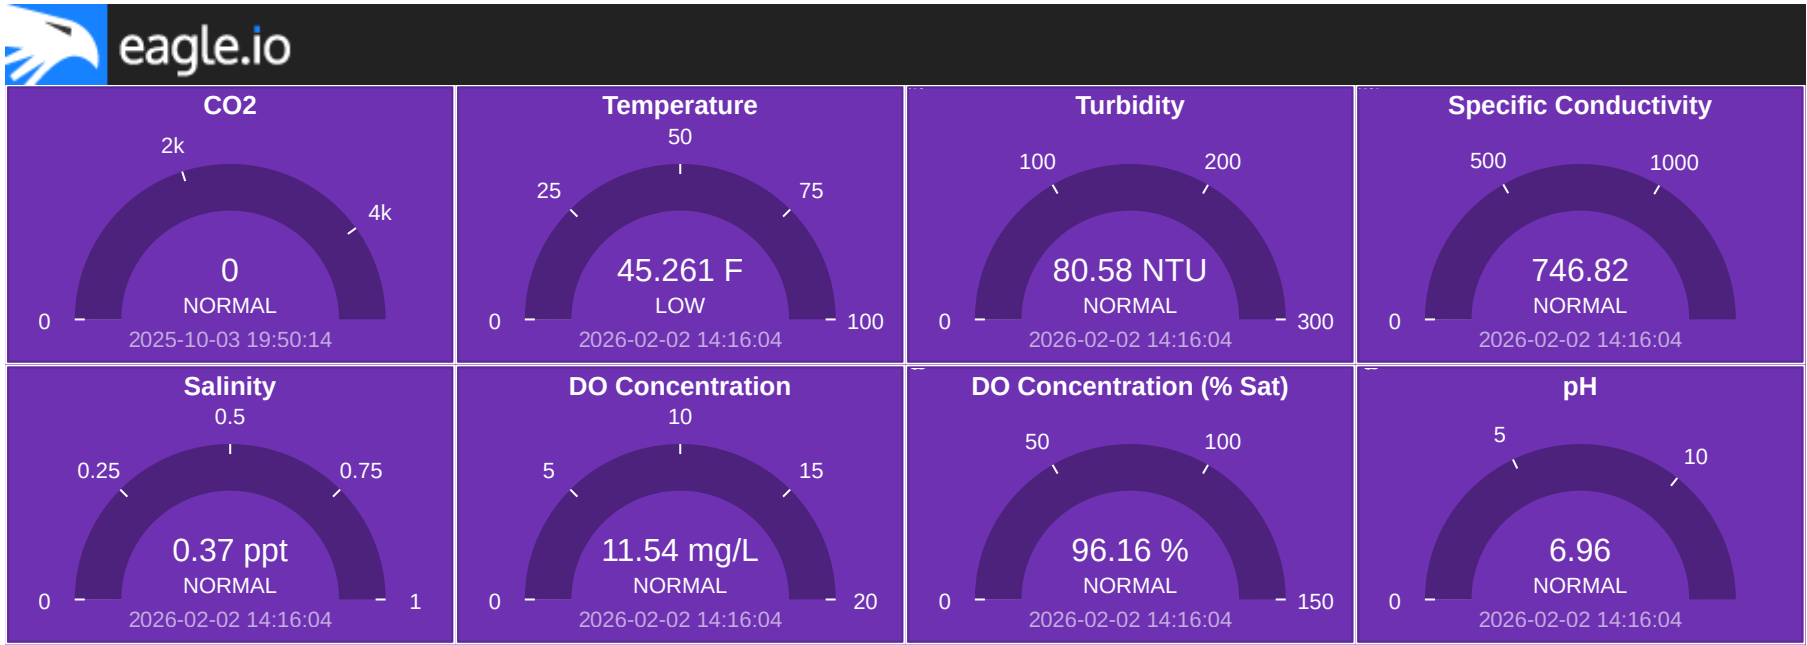 eagle.io
CO2
2k
4k
0
NORMAL
0
2025-10-03 19:50:14
Temperature
50
25
75
45.261 F
LOW
0
100
2026-02-02 14:16:04
Turbidity
100
200
80.58 NTU
NORMAL
0
300
2026-02-02 14:16:04
Specific Conductivity
500
1000
746.82
NORMAL
0
2026-02-02 14:16:04
Salinity
0.5
0.25
0.75
0.37 ppt
NORMAL
0
1
2026-02-02 14:16:04
DO Concentration
10
5
15
11.54 mg/L
NORMAL
0
20
2026-02-02 14:16:04
DO Concentration (% Sat)
50
100
96.16 %
NORMAL
0
150
2026-02-02 14:16:04
pH
5
10
6.96
NORMAL
0
2026-02-02 14:16:04